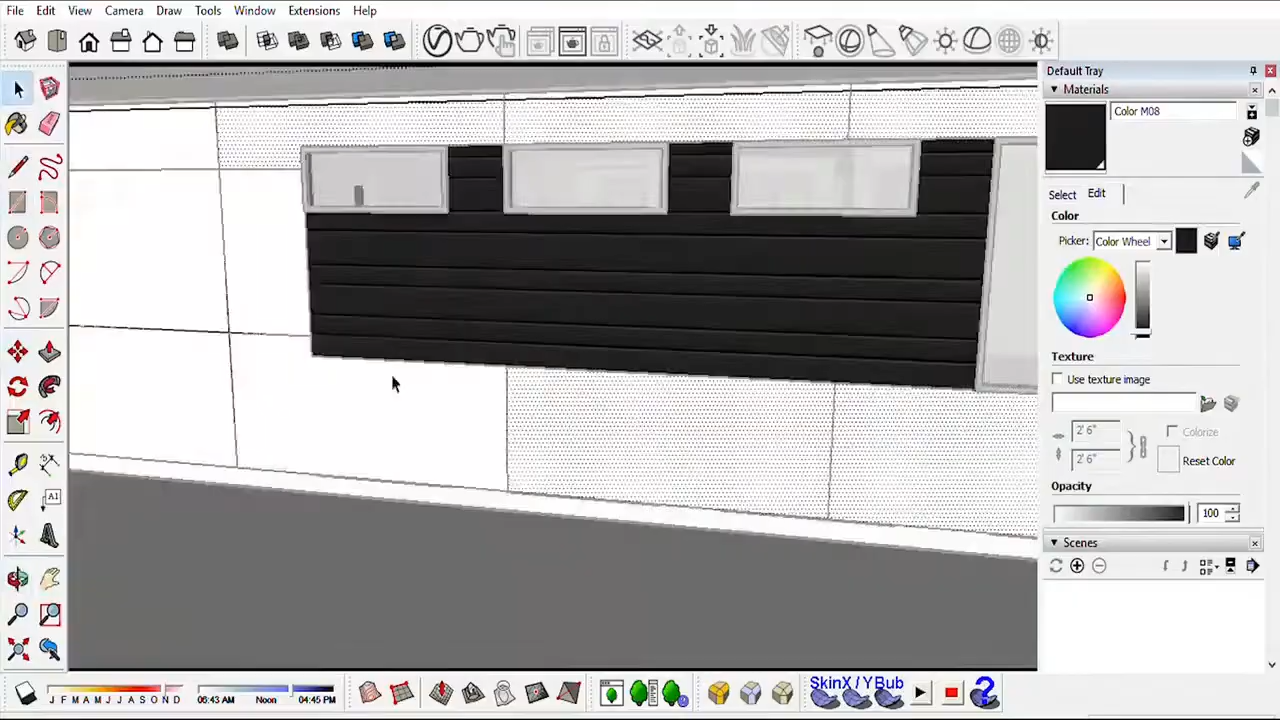 File Edit View Camera Draw Tools Window Extensions Help
Default Tray
Materials
Color M08
Select Edit
Color
Picker: Color Wheel
Texture
Use texture image
2' 6"
Colorize
2' 6"
Reset Color
Opacity
100
Scenes
A1
J F M A M J J A S O N D
06:43 AM Noon 04:45 PM
SkinX / YBub